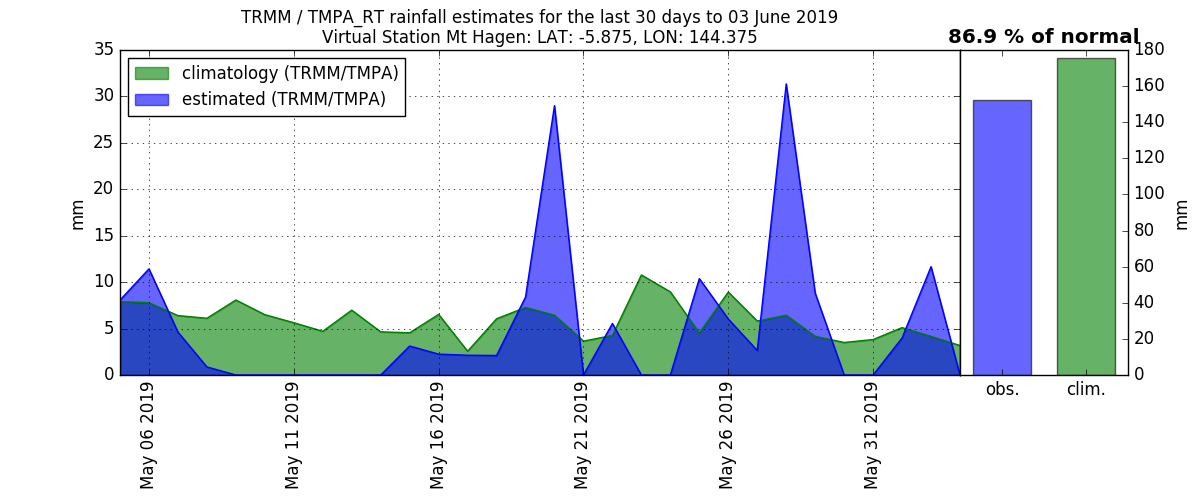 TRMM / TMPA_RT rainfall estimates for the last 30 days to 03 June 2019
Virtual Station Mt Hagen: LAT: -5.875, LON: 144.375
86.9 % of normal
climatology (TRMM/TMPA)
estimated (TRMM/TMPA)
35
30
25
20
15
10
5
0
mm
May 06 2019
May 11 2019
May 16 2019
May 21 2019
May 26 2019
May 31 2019
obs.
clim.
180
160
140
120
100
80
60
40
20
0
mm